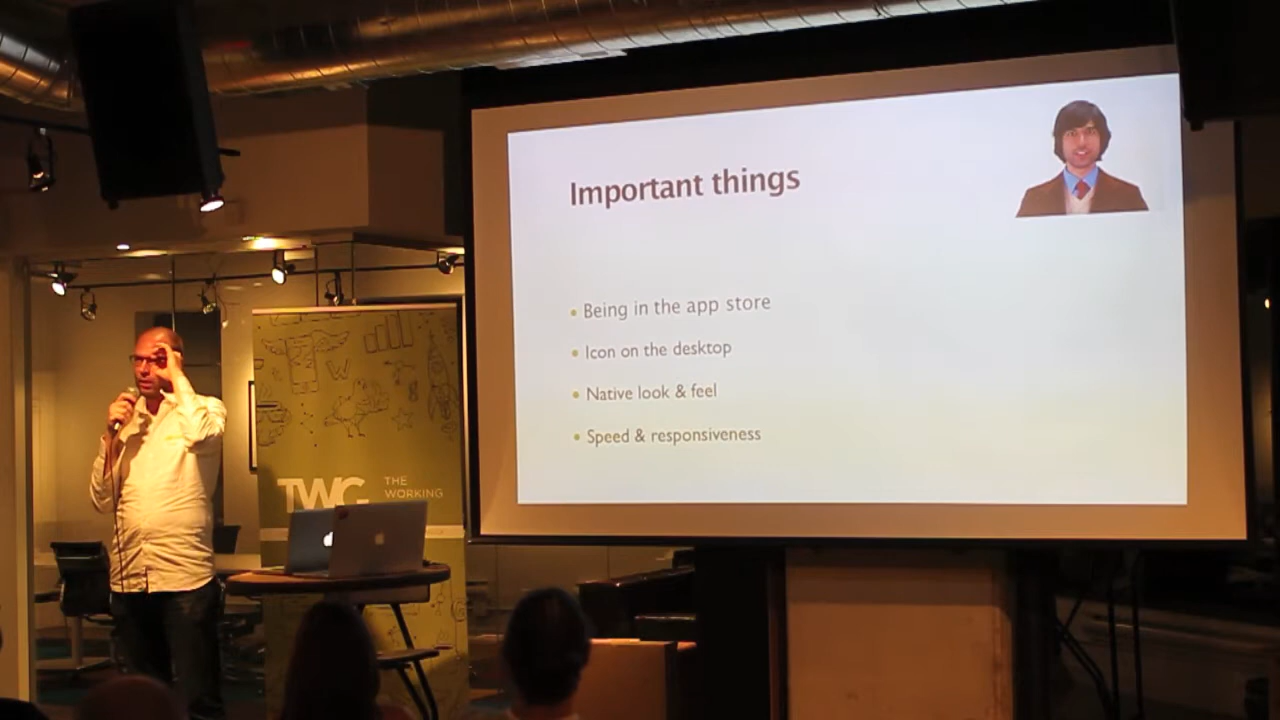 Important things
• Being in the app store
• Icon on the desktop
• Native look & feel
• Speed & responsiveness
W
TWG
THE
WORKING